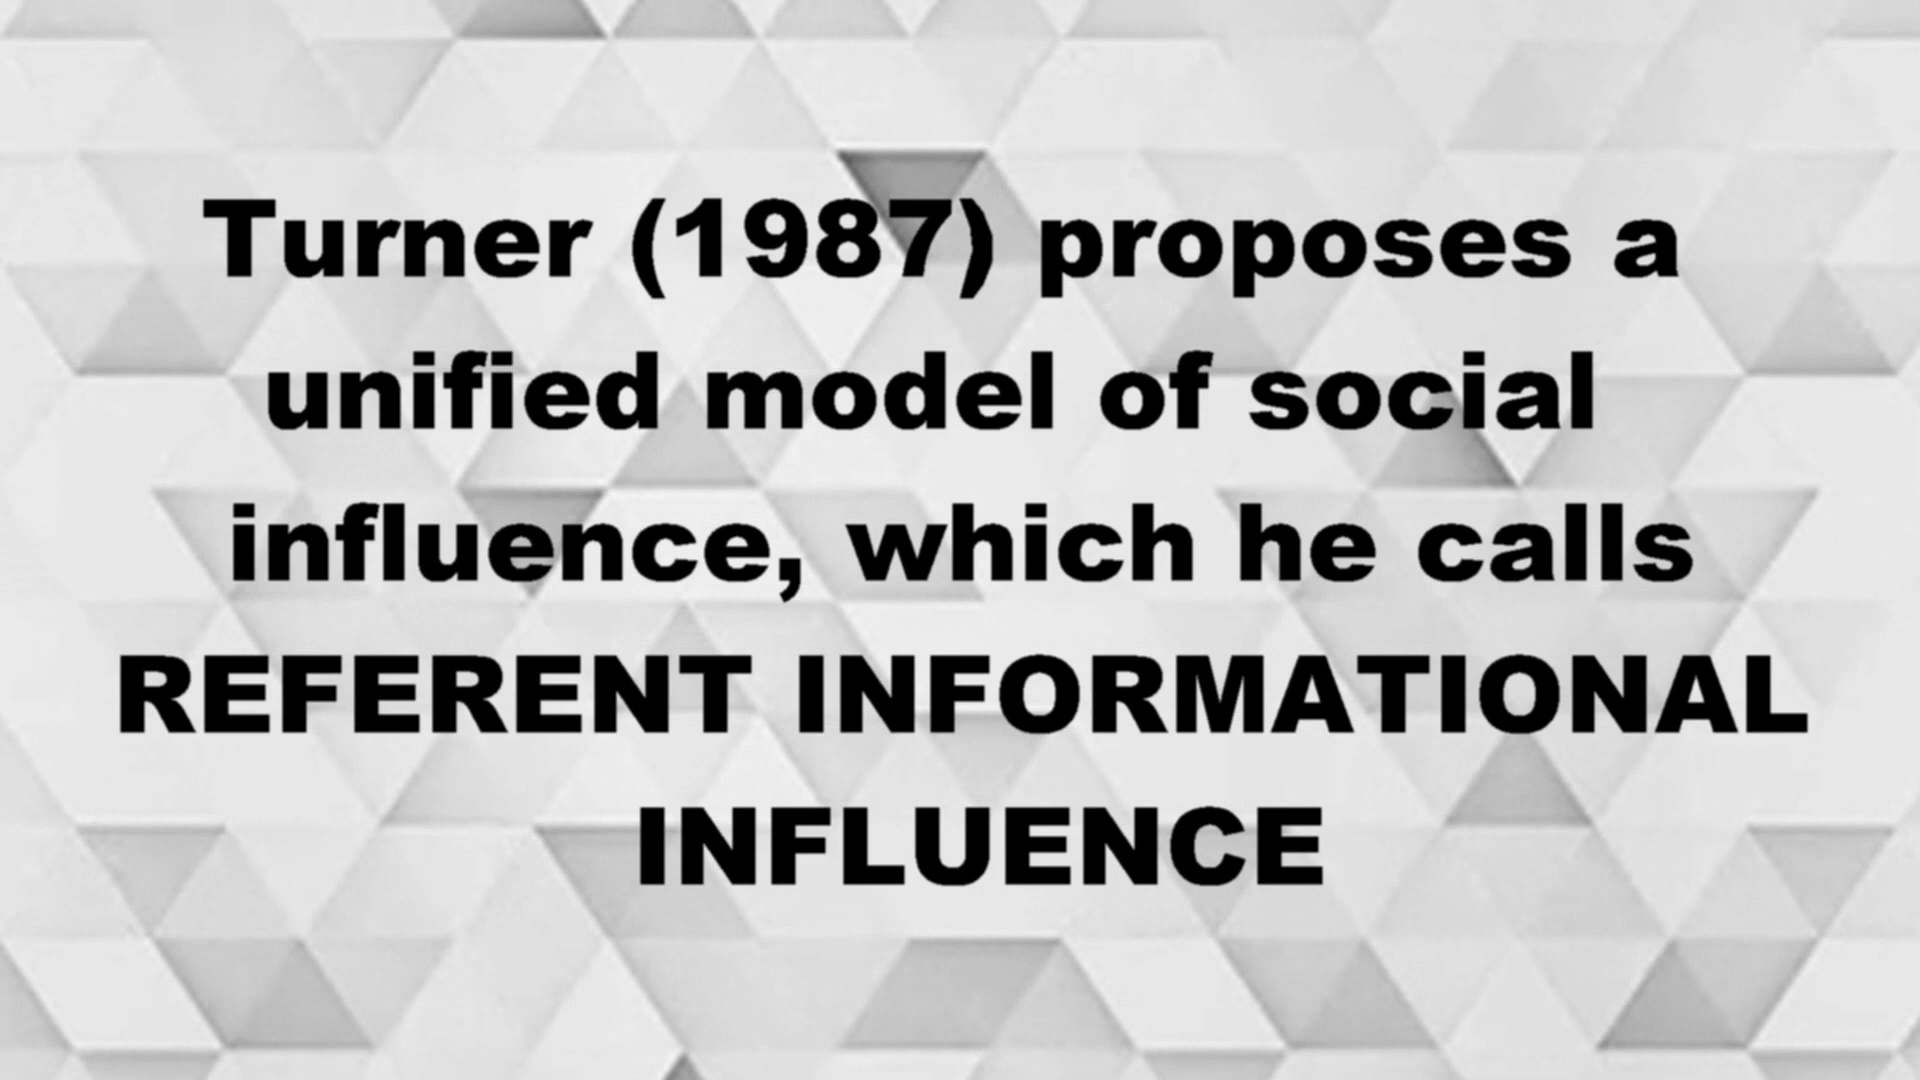 Turner (1987) proposes a
unified model of social
influence, which he calls
REFERENT INFORMATIONAL
INFLUENCE